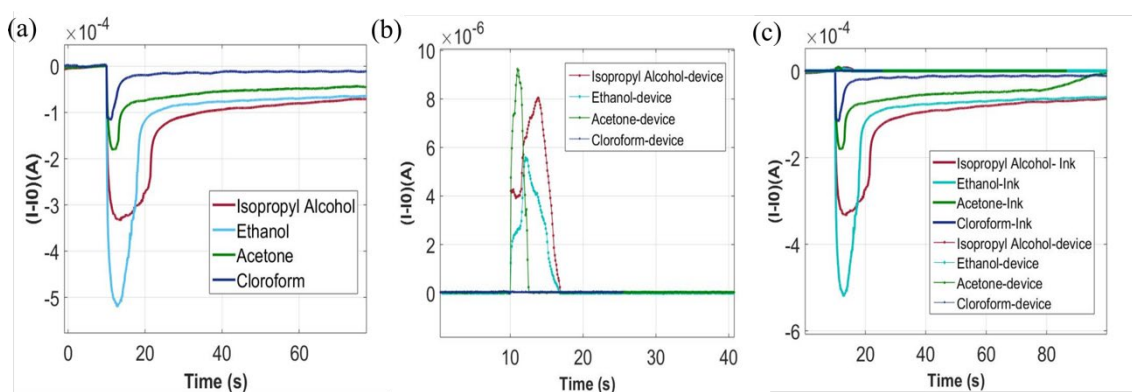 (a)
×10⁻⁴
0
-1
-2
-3
-4
-5
(I-I0)(A)
0
20
40
60
Time (s)
Isopropyl Alcohol
Ethanol
Acetone
Cloroform
(b)
×10⁻⁶
10
8
6
4
2
0
(I-I0)(A)
10
20
30
40
Time (s)
Isopropyl Alcohol-device
Ethanol-device
Acetone-device
Cloroform-device
(c)
×10⁻⁴
0
-2
-4
-6
(I-I0)(A)
20
40
60
80
Time (s)
Isopropyl Alcohol- Ink
Ethanol-Ink
Acetone-Ink
Cloroform-Ink
Isopropyl Alcohol-device
Ethanol-device
Acetone-device
Cloroform-device